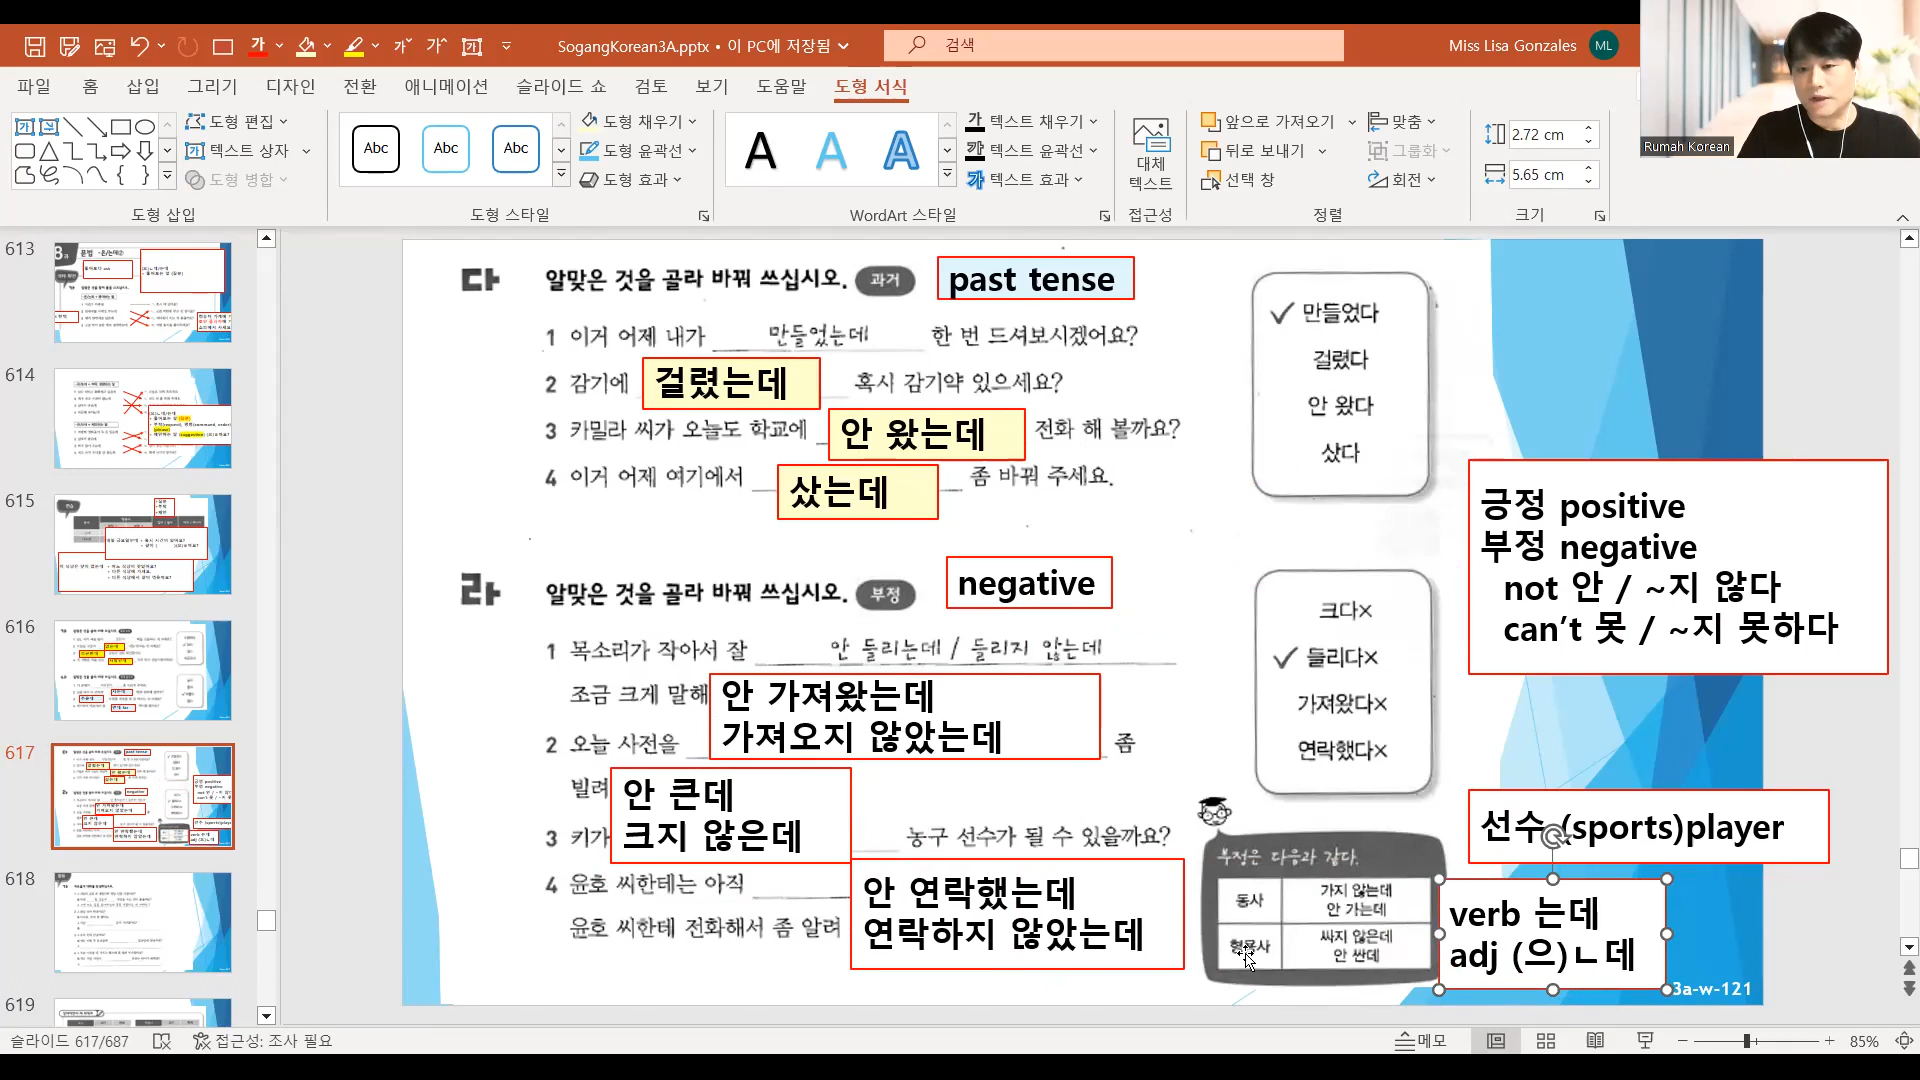 SogangKorean3A.pptx • 이 PC에 저장됨
검색
Miss Lisa Gonzales
ML
파일 홈 삽입 그리기 디자인 전환 애니메이션 슬라이드 쇼 검토 보기 도움말 도형 서식
도형 편집
텍스트 상자
도형 병합
도형 삽입
Abc Abc Abc
도형 채우기
도형 윤곽선
도형 효과
도형 스타일
A A A
텍스트 채우기
텍스트 윤곽선
텍스트 효과
WordArt 스타일
대체
텍스트
접근성
앞으로 가져오기
뒤로 보내기
선택 창
맞춤
그룹화
회전
정렬
2.72 cm
5.65 cm
크기
Rumah Korean
613
614
615
616
617
618
619
다 알맞은 것을 골라 바꿔 쓰십시오. 과거 past tense
1 이거 어제 내가 만들었는데 한 번 드셔보시겠어요?
2 감기에 걸렸는데 혹시 감기약 있으세요?
3 카밀라 씨가 오늘도 학교에 안 왔는데 전화 해 볼까요?
4 이거 어제 여기에서 샀는데 좀 바꿔 주세요.
✓ 만들었다
걸렸다
안 왔다
샀다
긍정 positive
부정 negative
not 안 / ~지 않다
can't 못 / ~지 못하다
라 알맞은 것을 골라 바꿔 쓰십시오. 부정 negative
1 목소리가 작아서 잘 안 들리는데 / 들리지 않는데
조금 크게 말해
안 가져왔는데
가져오지 않았는데
2 오늘 사전을 좀
빌려
안 큰데
크지 않은데
3 키가 농구 선수가 될 수 있을까요?
4 윤호 씨한테는 아직
안 연락했는데
연락하지 않았는데
윤호 씨한테 전화해서 좀 알려
크다×
✓ 들리다×
가져왔다×
연락했다×
선수 (sports)player
부정은 다음과 같다.
동사 가지 않는데
안 가는데
형용사 싸지 않은데
안 싼데
verb 는데
adj (으)ㄴ데
3a-w-121
슬라이드 617/687
접근성: 조사 필요
메모
85%